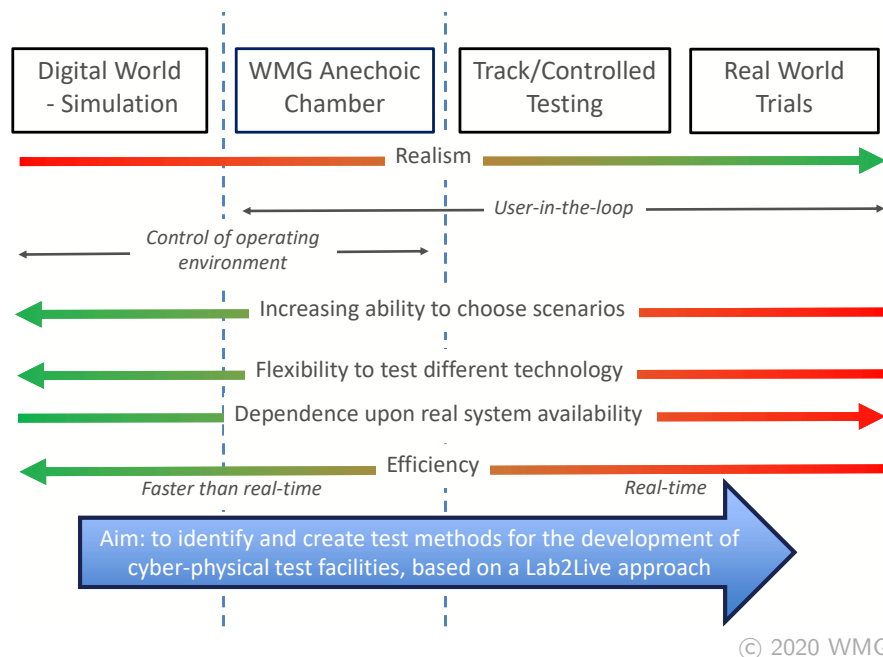 Digital World
- Simulation
WMG Anechoic
Chamber
Track/Controlled
Testing
Real World
Trials
Realism
User-in-the-loop
Control of operating
environment
Increasing ability to choose scenarios
Flexibility to test different technology
Dependence upon real system availability
Efficiency
Faster than real-time
Real-time
Aim: to identify and create test methods for the development of
cyber-physical test facilities, based on a Lab2Live approach
© 2020 WMG